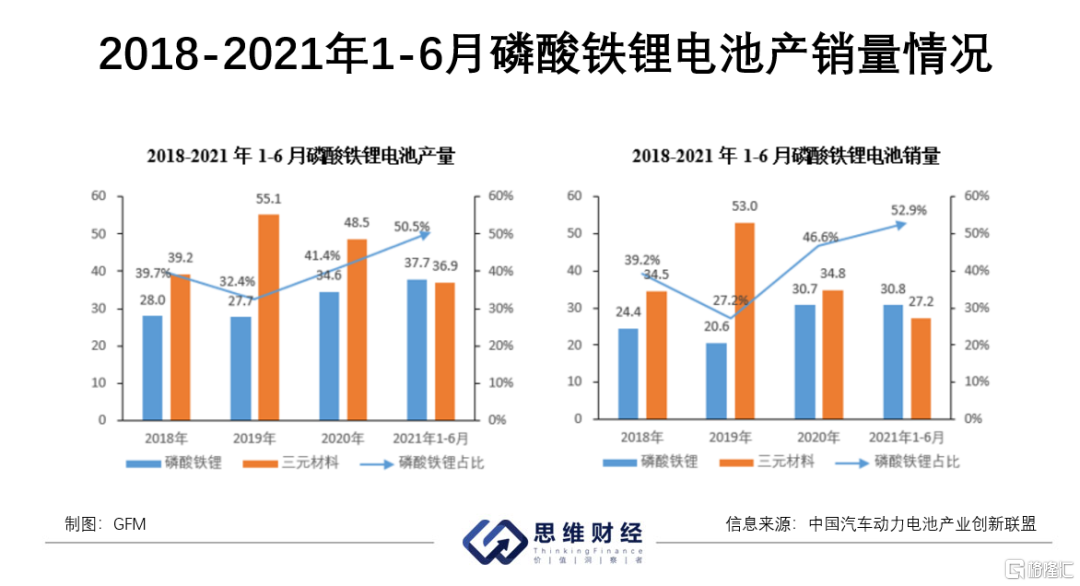 2018-2021年1-6月磷酸铁锂电池产销量情况
2018-2021 年 1-6 月磷酸铁锂电池产量
60
50
40
30
20
10
0
60%
50%
40%
30%
20%
10%
0%
39.7%
28.0
39.2
32.4%
27.7
55.1
41.4%
34.6
48.5
50.5%
37.7
36.9
2018年
2019年
2020年
2021年1-6月
磷酸铁锂
三元材料
磷酸铁锂占比
2018-2021 年 1-6 月磷酸铁锂电池销量
60
50
40
30
20
10
0
60%
50%
40%
30%
20%
10%
0%
39.2%
24.4
34.5
27.2%
20.6
53.0
46.6%
30.7
34.8
52.9%
30.8
27.2
2018年
2019年
2020年
2021年1-6月
磷酸铁锂
三元材料
磷酸铁锂占比
制图：GFM
思维财经
ThinkingFinance
价|值|洞|察|者
信息来源：中国汽车动力电池产业创新联盟
格隆汇